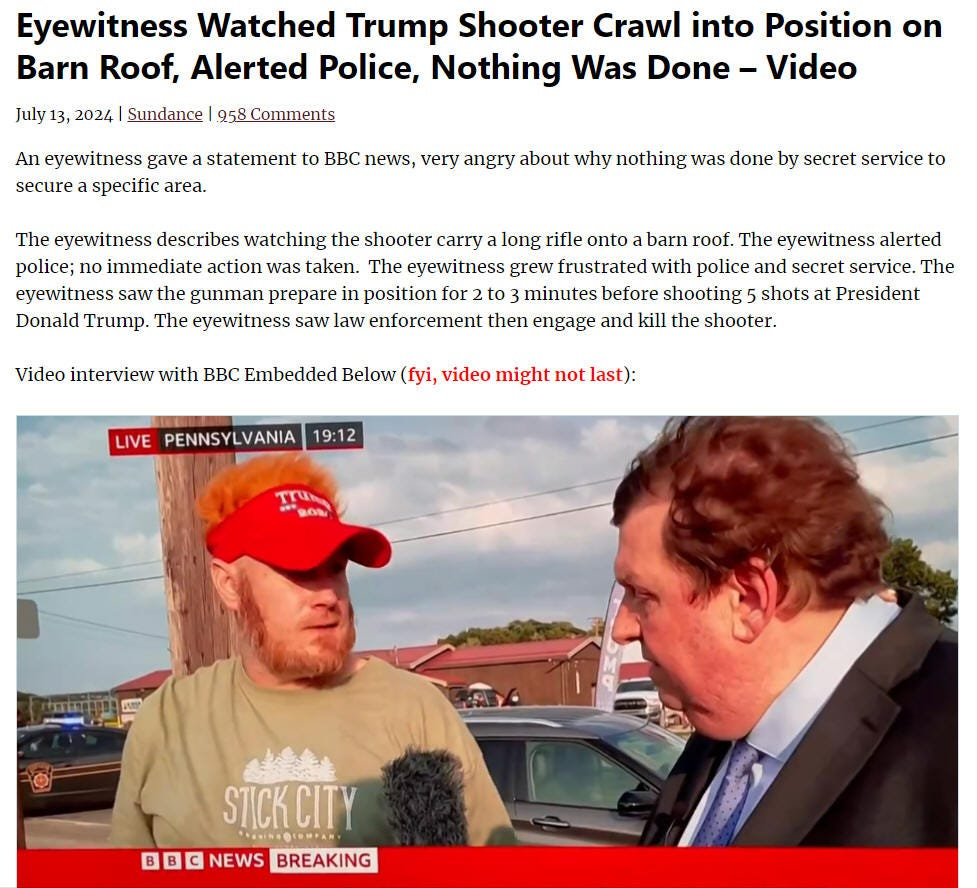 Eyewitness Watched Trump Shooter Crawl into Position on
Barn Roof, Alerted Police, Nothing Was Done – Video
July 13, 2024 | Sundance | 958 Comments
An eyewitness gave a statement to BBC news, very angry about why nothing was done by secret service to
secure a specific area.
The eyewitness describes watching the shooter carry a long rifle onto a barn roof. The eyewitness alerted
police; no immediate action was taken.  The eyewitness grew frustrated with police and secret service. The
eyewitness saw the gunman prepare in position for 2 to 3 minutes before shooting 5 shots at President
Donald Trump. The eyewitness saw law enforcement then engage and kill the shooter.
Video interview with BBC Embedded Below (fyi, video might not last):
LIVE PENNSYLVANIA 19:12
TRUMP
2024
STICK CITY
BREWING COMPANY
BBC NEWS BREAKING